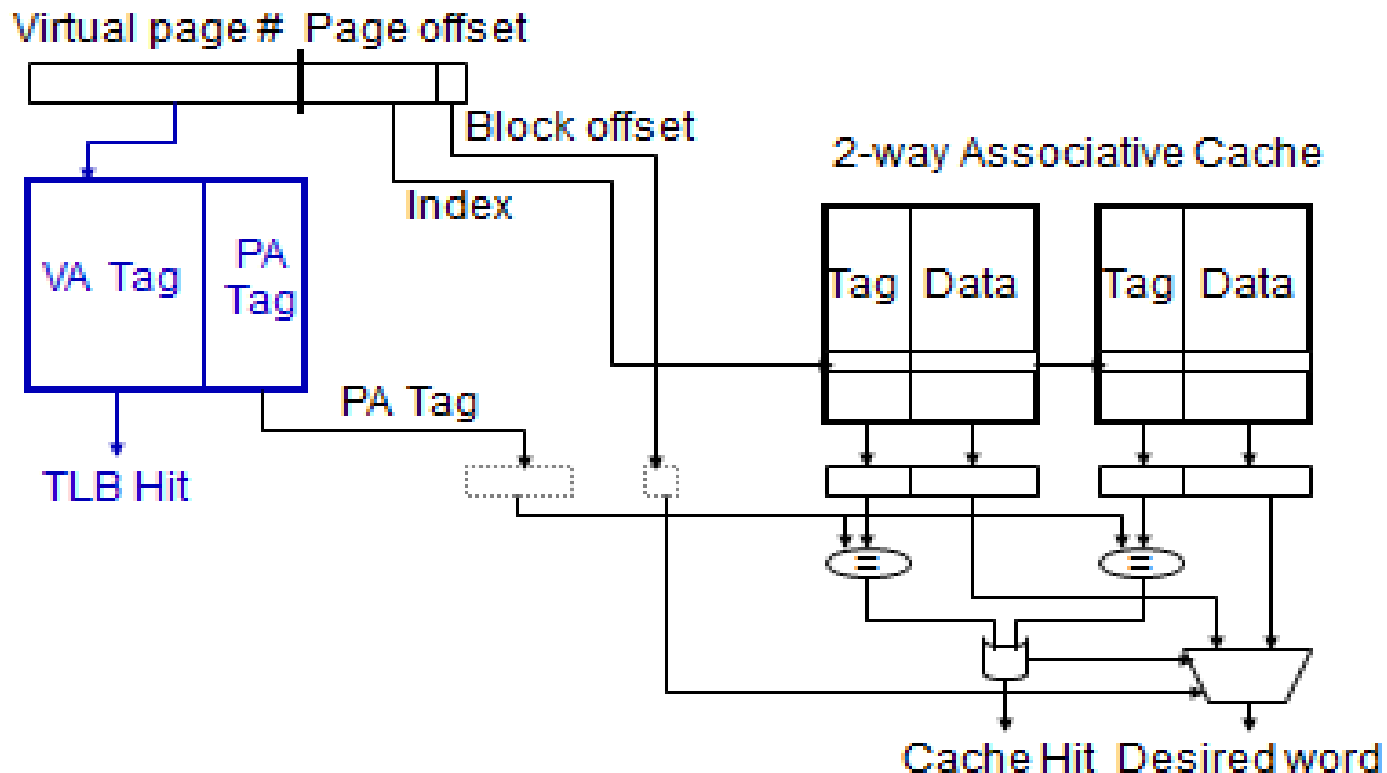 Virtual page # Page offset
Block offset
2-way Associative Cache
Index
VA Tag
PA
Tag
Tag Data
Tag Data
PA Tag
TLB Hit
=
=
Cache Hit Desired word